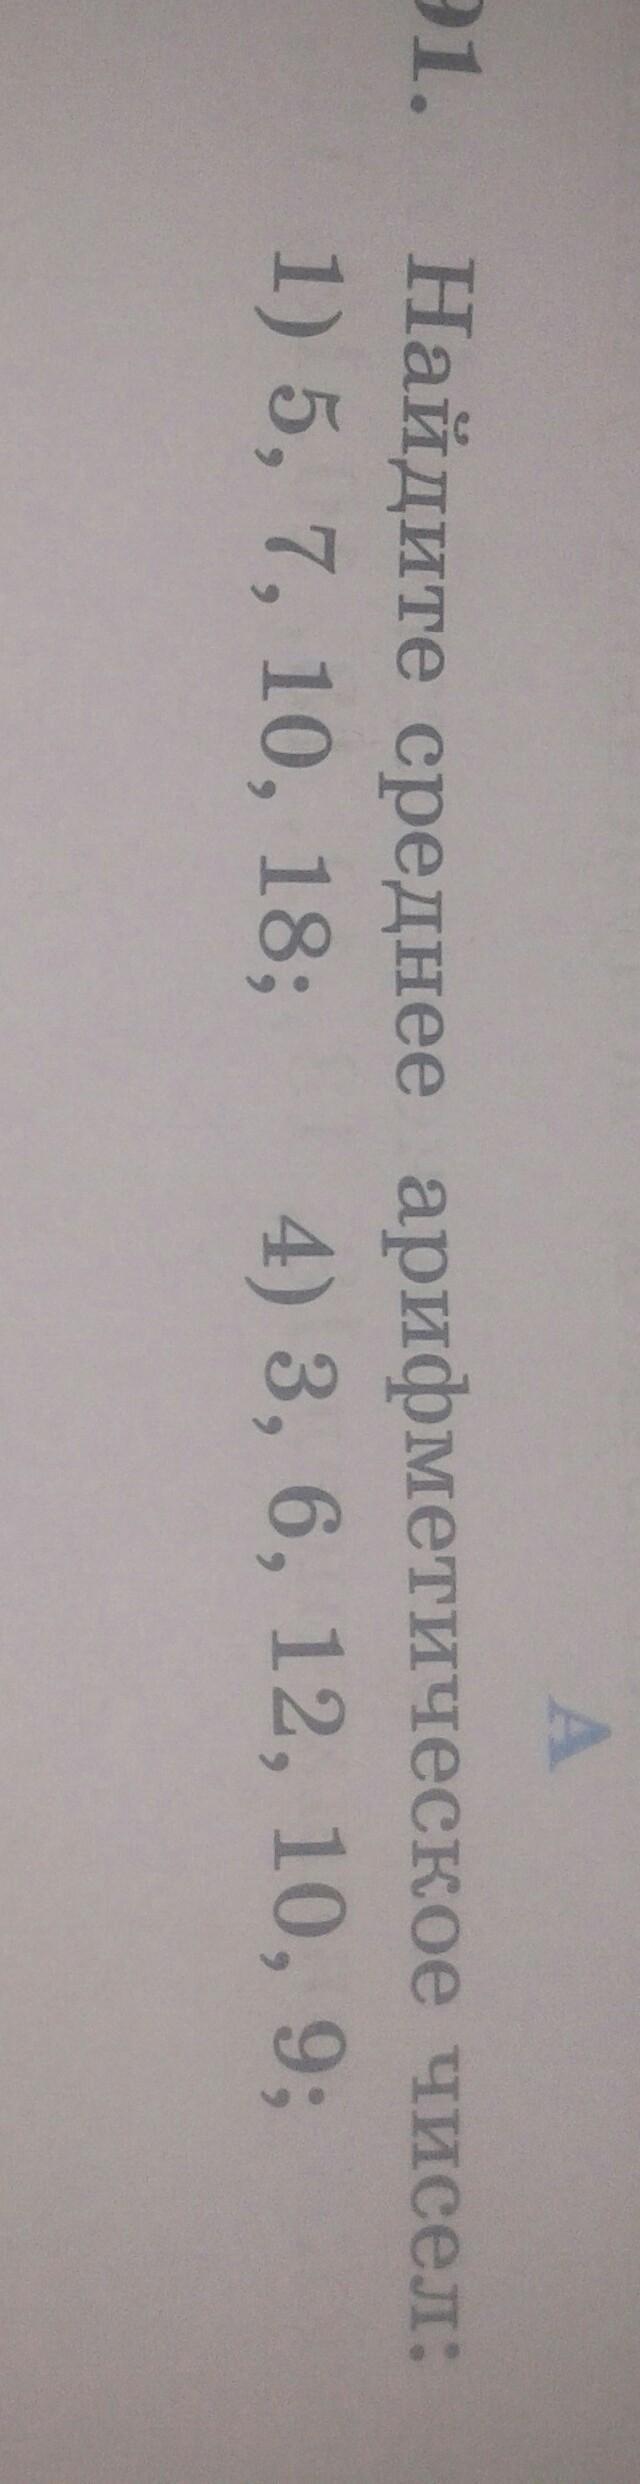 А
91. Найдите среднее арифметическое чисел:
1) 5, 7, 10, 18; 4) 3, 6, 12, 10, 9;